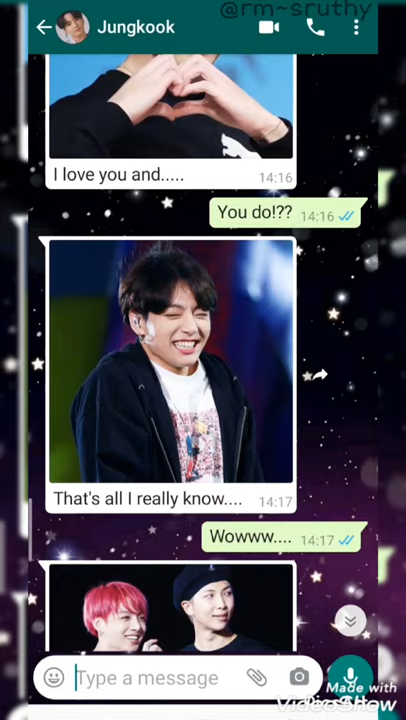 @rm~sruthy
Jungkook
I love you and.....
14:16
You do!??
14:16
That's all I really know....
14:17
Wowww....
14:17
Type a message
Made with
VideoShow